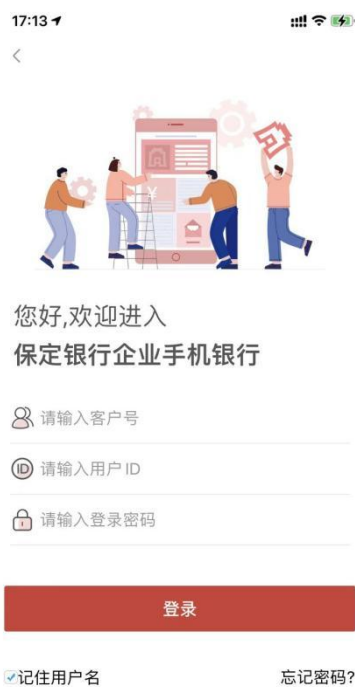 17:13
您好,欢迎进入
保定银行企业手机银行
请输入客户号
ID 请输入用户ID
请输入登录密码
登录
记住用户名 忘记密码?